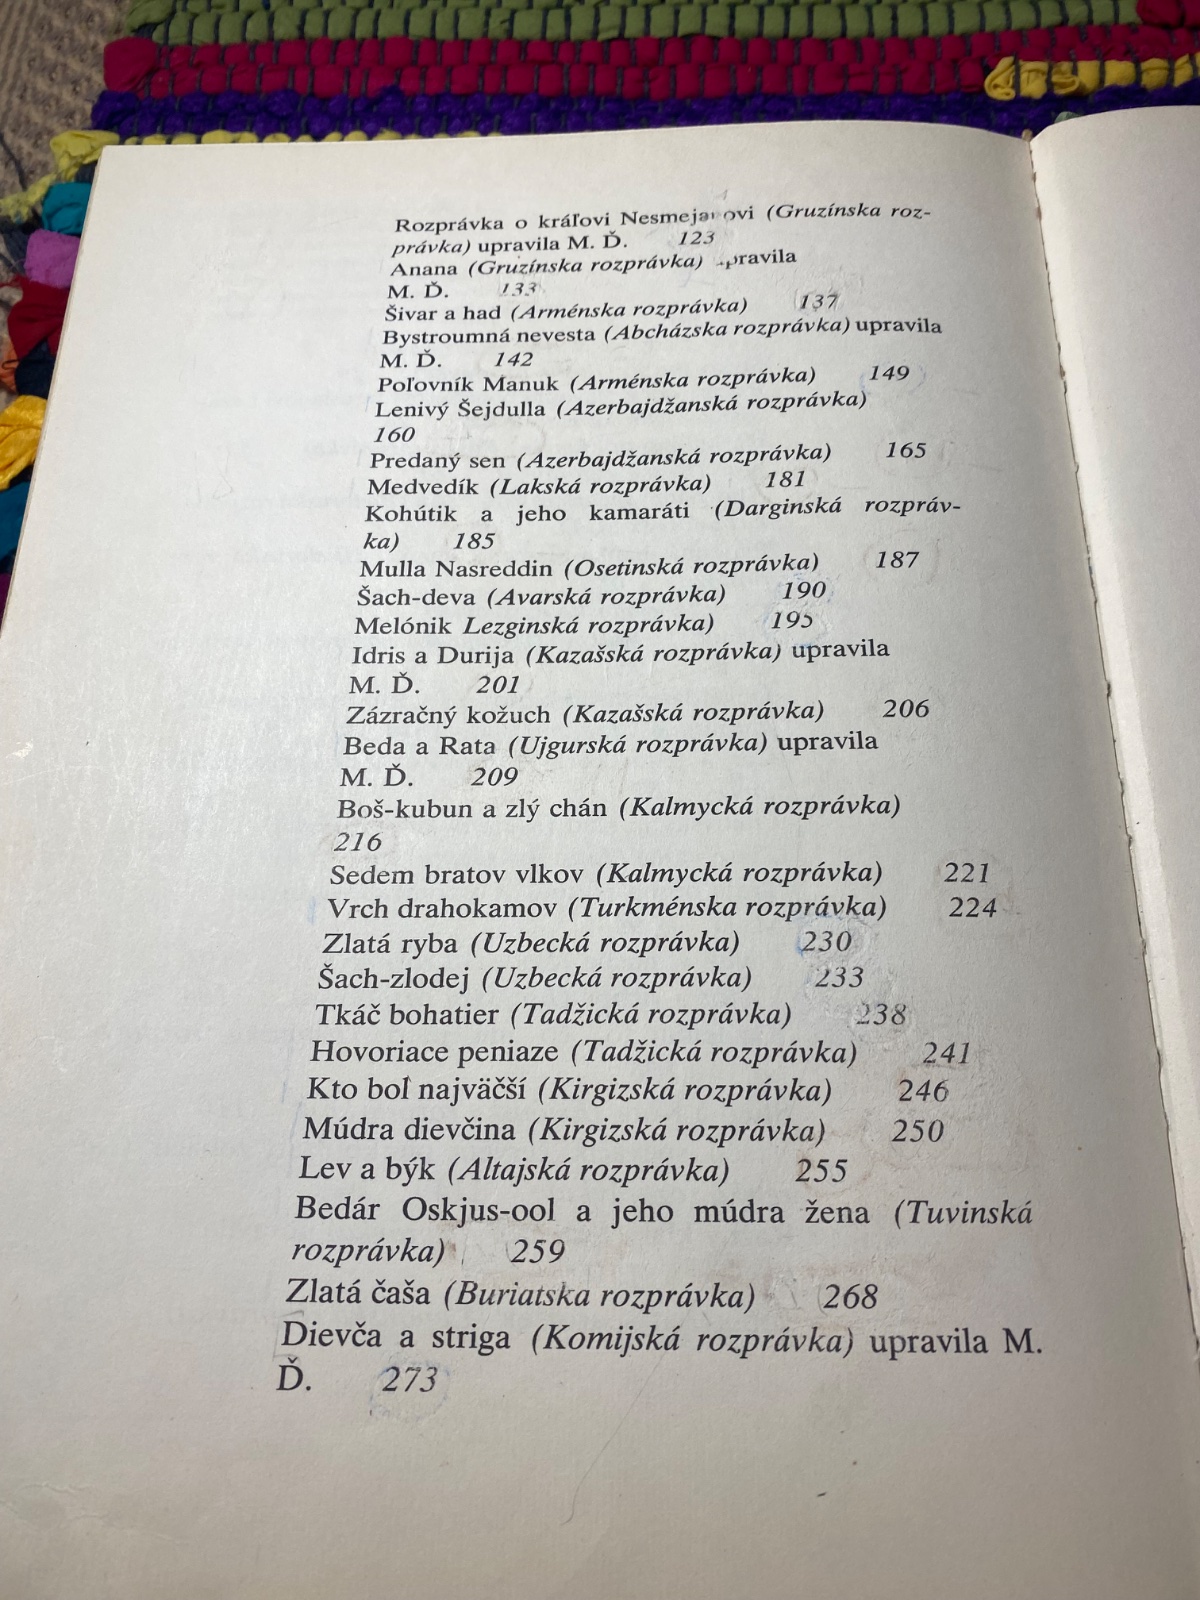 Rozprávka o kráľovi (Gruzínska roz-
právka) upravila M. Ď. 123
Anana (Gruzínska rozprávka)
M. Ď. 133
Šivar a had (Arménska rozprávka) 137
Bystroumná nevesta (Abcházska rozprávka) upravila
M. Ď. 142
Poľovník Manuk (Arménska rozprávka) 149
Lenivý Šejdulla (Azerbajdžanská rozprávka)
160
Predaný sen (Azerbajdžanská rozprávka) 165
Medvedík (Lakská rozprávka) 181
Kohútik a jeho kamaráti (Darginská rozpráv-
ka) 185
Mulla Nasreddin (Osetinská rozprávka) 187
Šach-deva (Avarská rozprávka) 190
Melónik Lezginská rozprávka) 195
Idris a Durija (Kazašská rozprávka) upravila
M. Ď. 201
Zázračný kožuch (Kazašská rozprávka) 206
Beda a Rata (Ujgurská rozprávka) upravila
M. Ď. 209
Boš-kubun a zlý chán (Kalmycká rozprávka)
216
Sedem bratov vlkov (Kalmycká rozprávka) 221
Vrch drahokamov (Turkménska rozprávka) 224
Zlatá ryba (Uzbecká rozprávka) 230
Šach-zlodej (Uzbecká rozprávka) 233
Tkáč bohatier (Tadžická rozprávka) 238
Hovoriace peniaze (Tadžická rozprávka) 241
Kto bol najväčší (Kirgizská rozprávka) 246
Múdra dievčina (Kirgizská rozprávka) 250
Lev a býk (Altajská rozprávka) 255
Bedár Oskjus-ool a jeho múdra žena (Tuvinská
rozprávka) 259
Zlatá čaša (Buriatska rozprávka) 268
Dievča a striga (Komijská rozprávka) upravila M.
Ď. 273